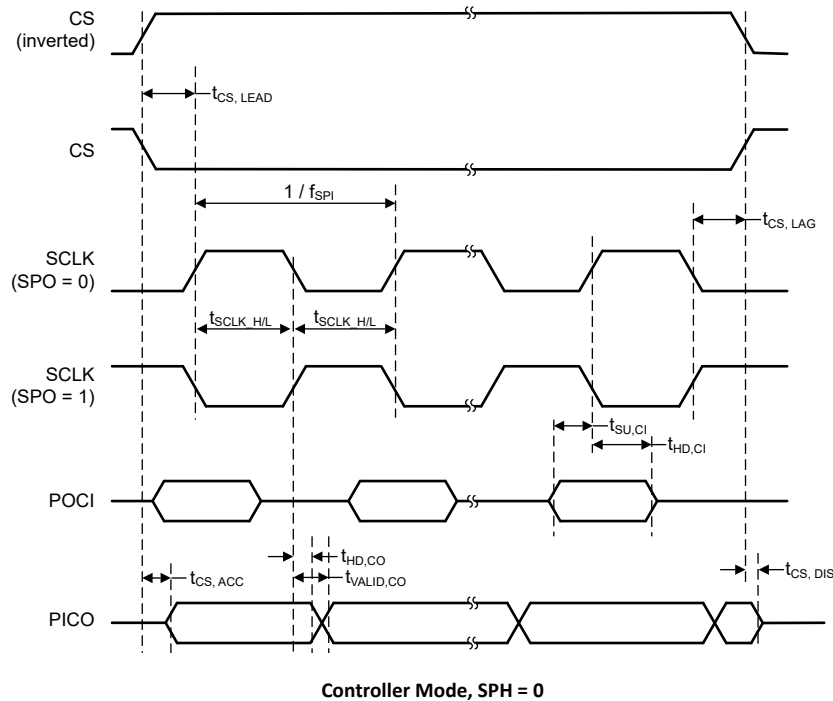 CS
(inverted)
tCS, LEAD
CS
1 / fSPI
tCS, LAG
SCLK
(SPO = 0)
tSCLK_H/L
tSCLK_H/L
SCLK
(SPO = 1)
tSU,CI
tHD,CI
POCI
tHD,CO
tCS, ACC
tVALID,CO
tCS, DIS
PICO
Controller Mode, SPH = 0